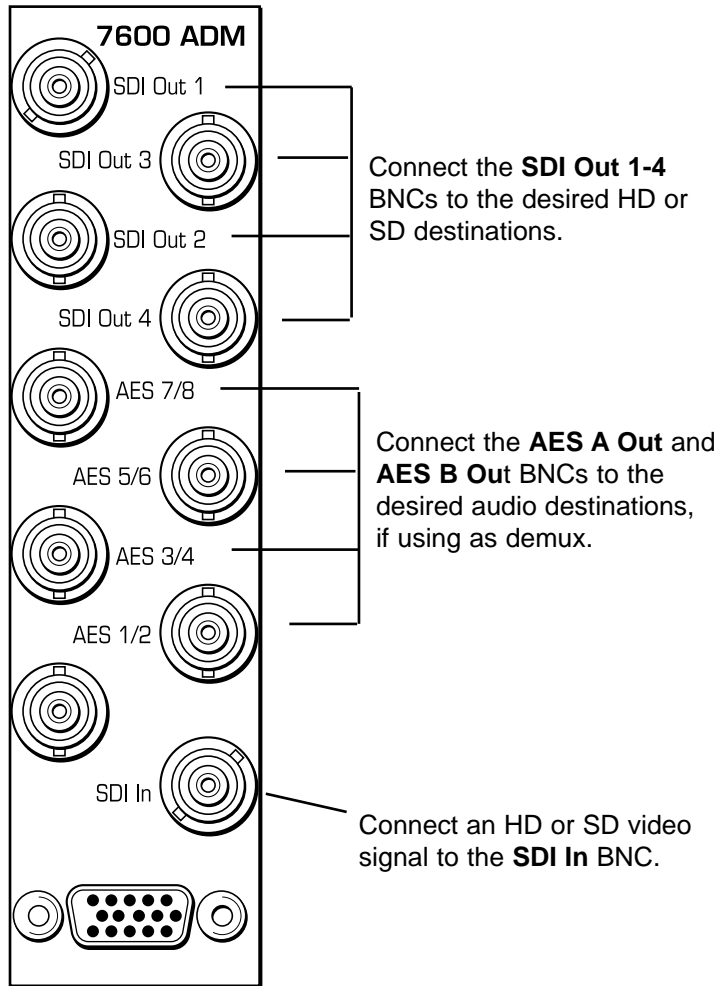 7600 ADM
SDI Out 1
SDI Out 3
SDI Out 2
SDI Out 4
Connect the SDI Out 1-4
BNCs to the desired HD or
SD destinations.
AES 7/8
AES 5/6
AES 3/4
AES 1/2
Connect the AES A Out and
AES B Out BNCs to the
desired audio destinations,
if using as demux.
SDI In
Connect an HD or SD video
signal to the SDI In BNC.